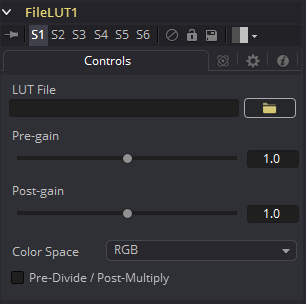 FileLUT1
S1 S2 S3 S4 S5 S6
Controls
LUT File
Pre-gain
1.0
Post-gain
1.0
Color Space RGB
Pre-Divide / Post-Multiply